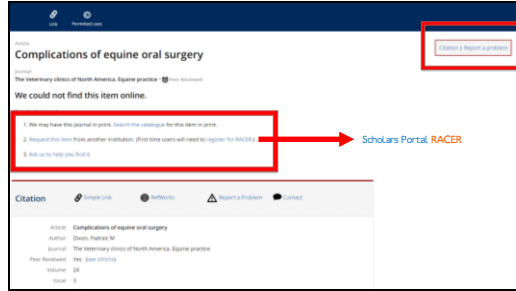 Link
Permitted uses
Citation | Report a problem
Article
Complications of equine oral surgery
Journal
The Veterinary clinics of North America. Equine practice - Peer Reviewed
We could not find this item online.
1. We may have this journal in print. Search the catalogue for this item in print.
2. Request this item from another institution. (First time users will need to register for RACER.)
Scholars Portal RACER
3. Ask us to help you find it.
Citation
Simple Link
RefWorks
Report a Problem
Contact
Article Complications of equine oral surgery
Author Dixon, Padraic M
Journal The Veterinary clinics of North America. Equine practice
Peer Reviewed Yes (see Ulrichs)
Volume 24
Issue 3